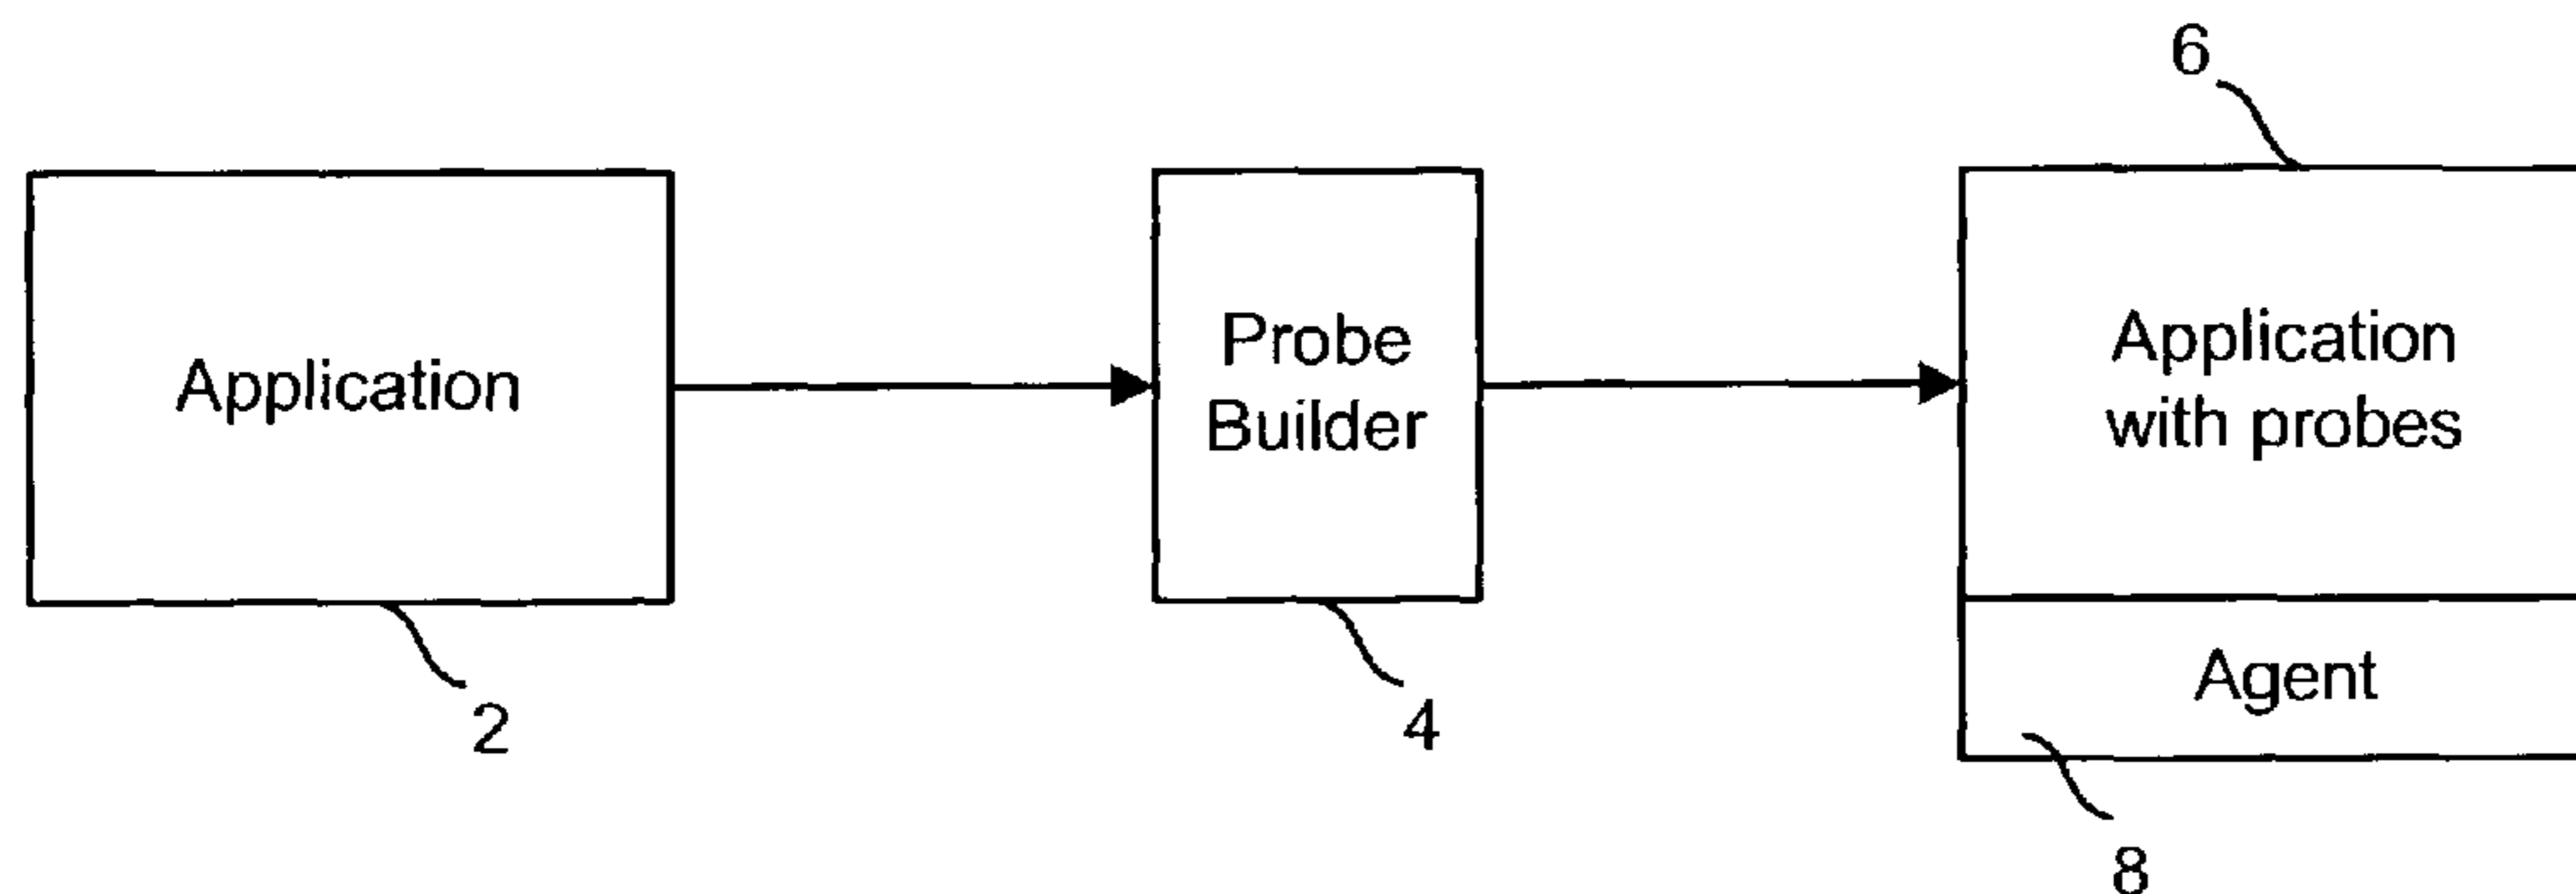 6
Application
Probe
Builder
Application
with probes
Agent
2
4
8